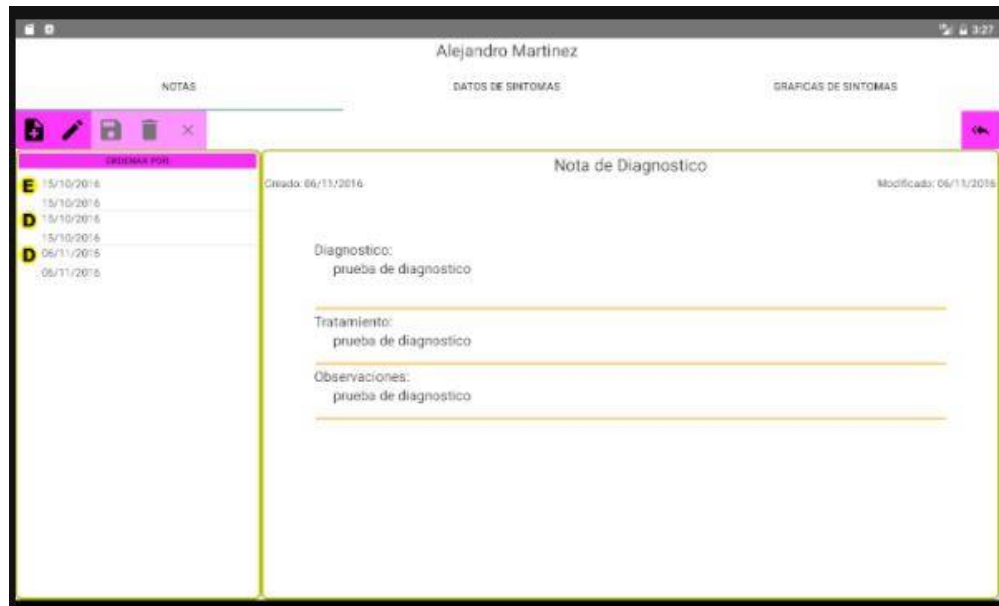 3:27
Alejandro Martinez
NOTAS
DATOS DE SINTOMAS
GRAFICAS DE SINTOMAS
ORDENAR POR:
E 15/10/2016
15/10/2016
D 15/10/2016
15/10/2016
D 06/11/2016
06/11/2016
Nota de Diagnostico
Creado: 06/11/2016
Modificado: 06/11/2016
Diagnostico:
prueba de diagnostico
Tratamiento:
prueba de diagnostico
Observaciones:
prueba de diagnostico